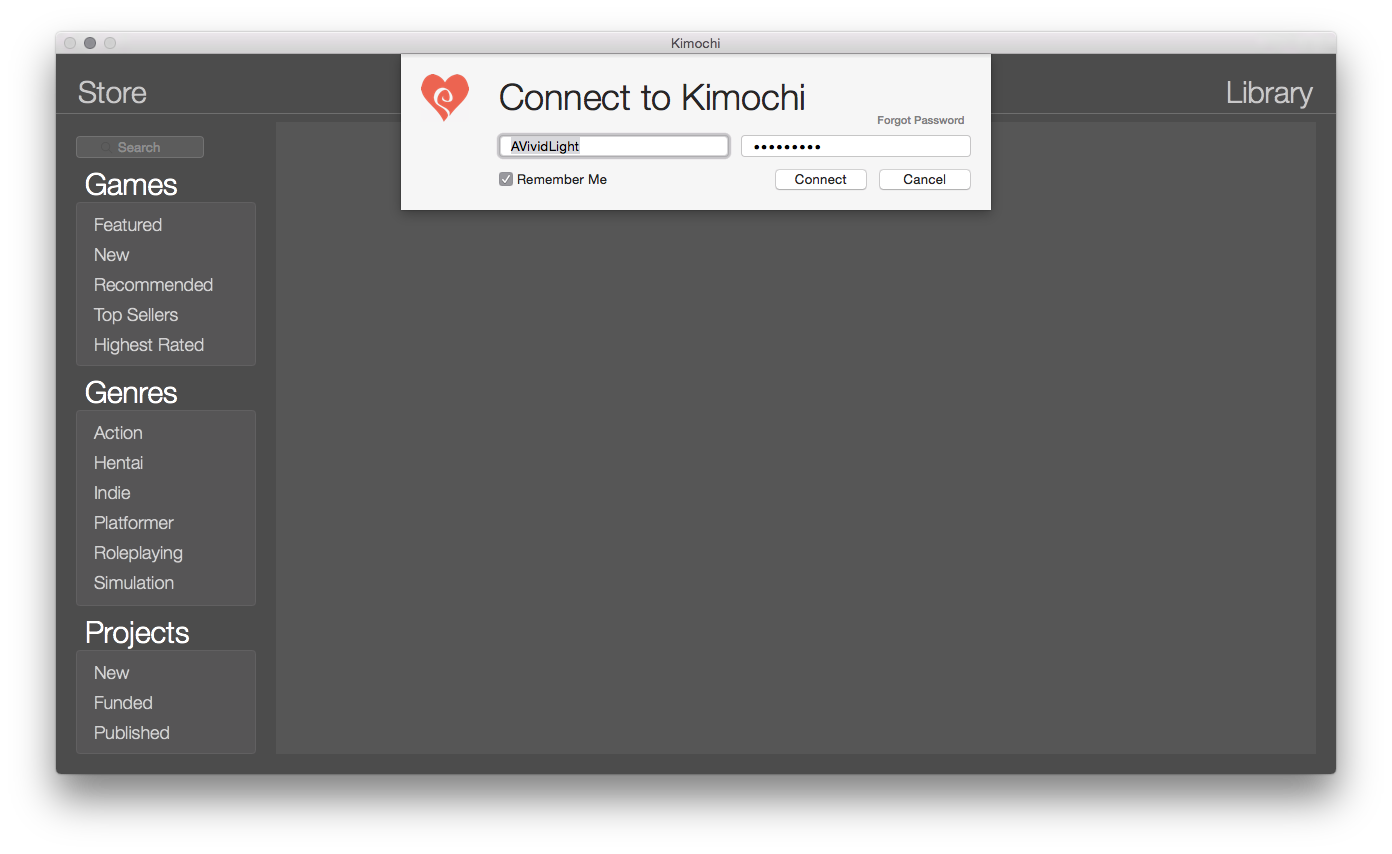 Kimochi
Store
Library
Connect to Kimochi
Forgot Password
AVividLight
•••••••••
Remember Me
Connect
Cancel
Search
Games
Featured
New
Recommended
Top Sellers
Highest Rated
Genres
Action
Hentai
Indie
Platformer
Roleplaying
Simulation
Projects
New
Funded
Published